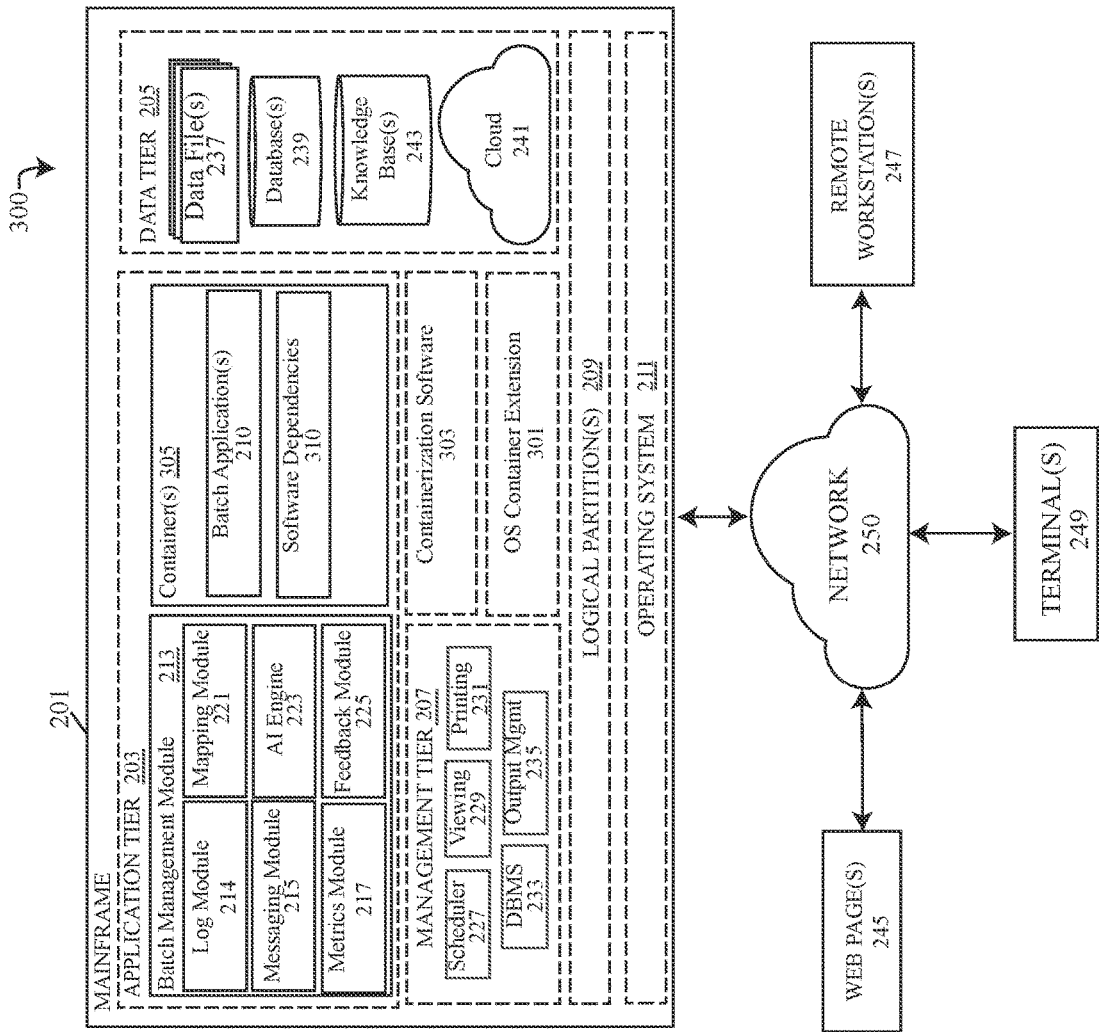 300
201
MAINFRAME
APPLICATION TIER 203
Batch Management Module 213
Log Module
214
Mapping Module
221
Messaging Module
215
AI Engine
223
Metrics Module
217
Feedback Module
225
Container(s) 305
Batch Application(s)
210
Software Dependencies
310
DATA TIER 205
Data File(s)
237
Database(s)
239
Knowledge
Base(s)
243
Cloud
241
MANAGEMENT TIER 207
Scheduler
227
Viewing
229
Printing
231
DBMS
233
Output Mgmt
235
Containerization Software
303
OS Container Extension
301
LOGICAL PARTITION(S) 209
OPERATING SYSTEM 211
NETWORK
250
WEB PAGE(S)
245
TERMINAL(S)
249
REMOTE
WORKSTATION(S)
247